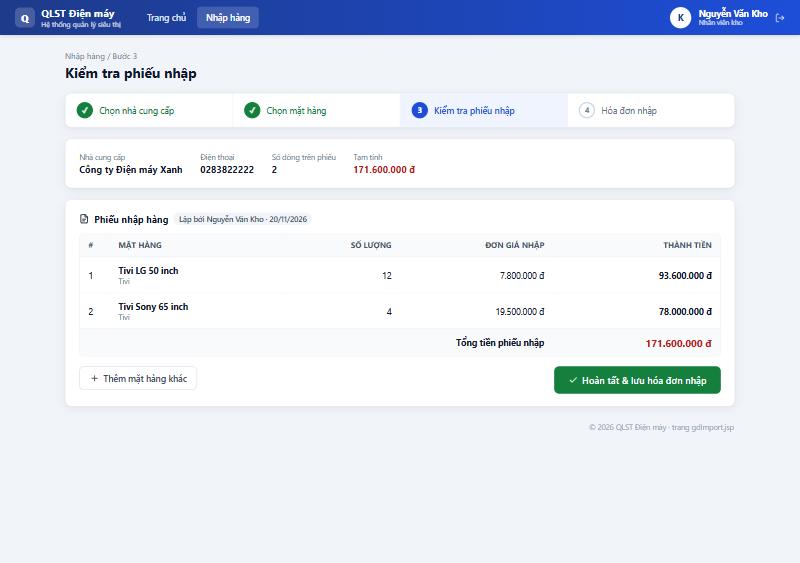 Q QLST Điện máy Trang chủ Nhập hàng K Nguyễn Văn Kho
Hệ thống quản lý siêu thị Nhân viên kho
Nhập hàng / Bước 3
Kiểm tra phiếu nhập
Chọn nhà cung cấp Chọn mặt hàng 3 Kiểm tra phiếu nhập 4 Hóa đơn nhập
Nhà cung cấp Điện thoại Số dòng trên phiếu Tạm tính
Công ty Điện máy Xanh 0283822222 2 171.600.000 đ
Phiếu nhập hàng Lập bởi Nguyễn Văn Kho · 20/11/2026
# MẶT HÀNG SỐ LƯỢNG ĐƠN GIÁ NHẬP THÀNH TIỀN
1 Tivi LG 50 inch 12 7.800.000 đ 93.600.000 đ
Tivi
2 Tivi Sony 65 inch 4 19.500.000 đ 78.000.000 đ
Tivi
Tổng tiền phiếu nhập 171.600.000 đ
+ Thêm mặt hàng khác ✓ Hoàn tất & lưu hóa đơn nhập
© 2026 QLST Điện máy · trang gdImport.jsp